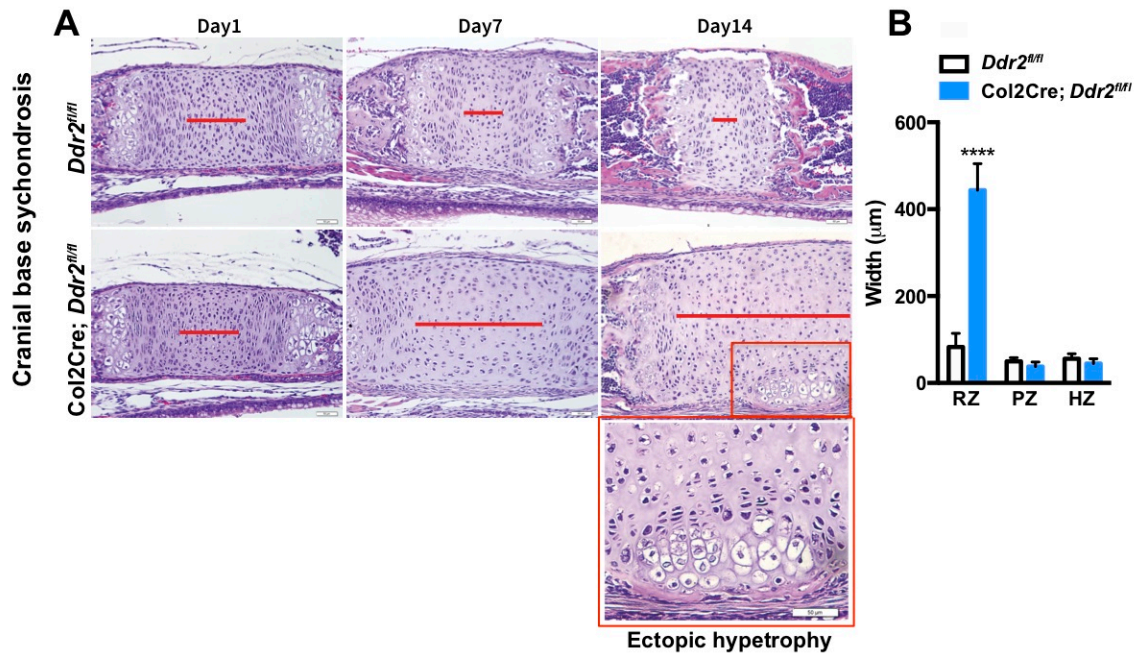 A
Day1
Day7
Day14
Cranial base sychondrosis
Ddr2fl/fl
Col2Cre; Ddr2fl/fl
50 μm
Ectopic hypetrophy
B
Ddr2fl/fl
Col2Cre; Ddr2fl/fl
Width (μm)
600
400
200
0
****
RZ
PZ
HZ